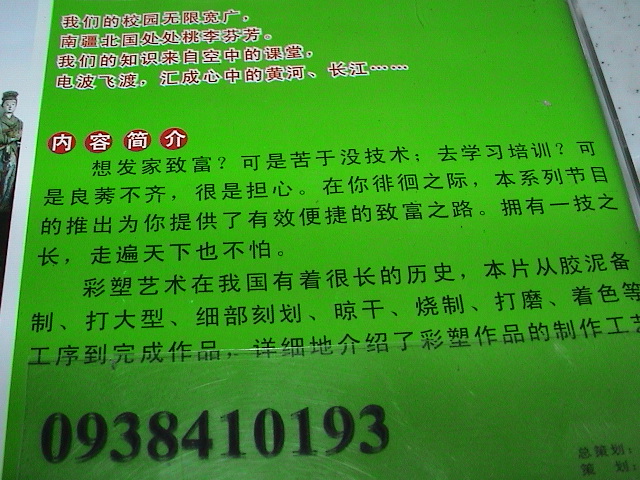 我们的校园无限宽广，
南疆北国处处桃李芬芳。
我们的知识来自空中的课堂，
电波飞渡，汇成心中的黄河、长江……
内容简介
想发家致富？可是苦于没技术；去学习培训？可
是良莠不齐，很是担心。在你徘徊之际，本系列节目
的推出为你提供了有效便捷的致富之路。拥有一技之
长，走遍天下也不怕。
彩塑艺术在我国有着很长的历史，本片从胶泥备
制、打大型、细部刻划、晾干、烧制、打磨、着色等
工序到完成作品，详细地介绍了彩塑作品的制作工艺
0938410193
总策划：
策 划：